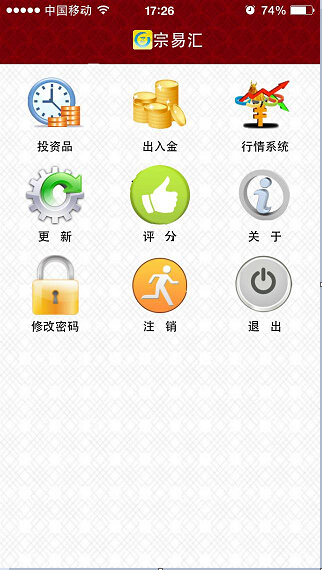 中国移动 17:26 74%
宗易汇
投资品 出入金 行情系统
更 新 评 分 关 于
修改密码 注 销 退 出